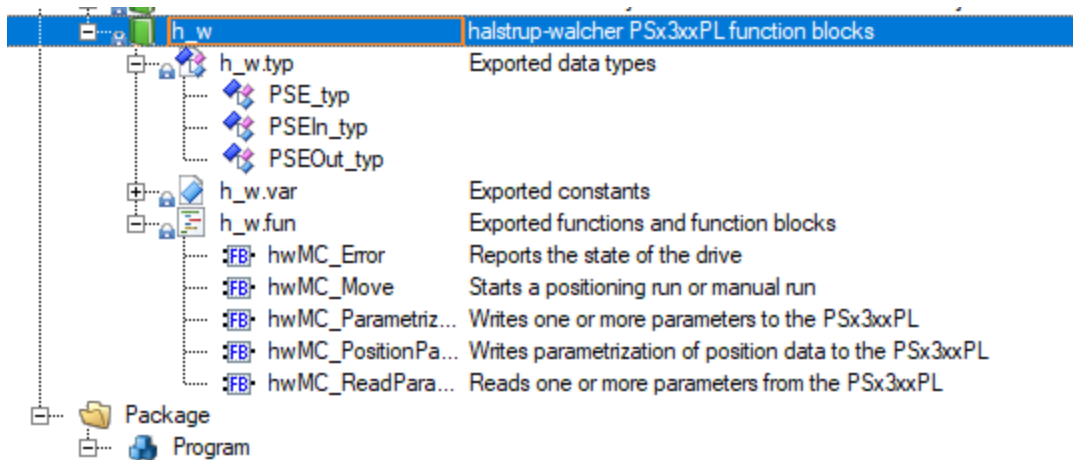 h_w halstrup-walcher PSx3xxPL function blocks
h_w.typ Exported data types
PSE_typ
PSEIn_typ
PSEOut_typ
h_w.var Exported constants
h_w.fun Exported functions and function blocks
FB hwMC_Error Reports the state of the drive
FB hwMC_Move Starts a positioning run or manual run
FB hwMC_Parametriz... Writes one or more parameters to the PSx3xxPL
FB hwMC_PositionPa... Writes parametrization of position data to the PSx3xxPL
FB hwMC_ReadPara... Reads one or more parameters from the PSx3xxPL
Package
Program